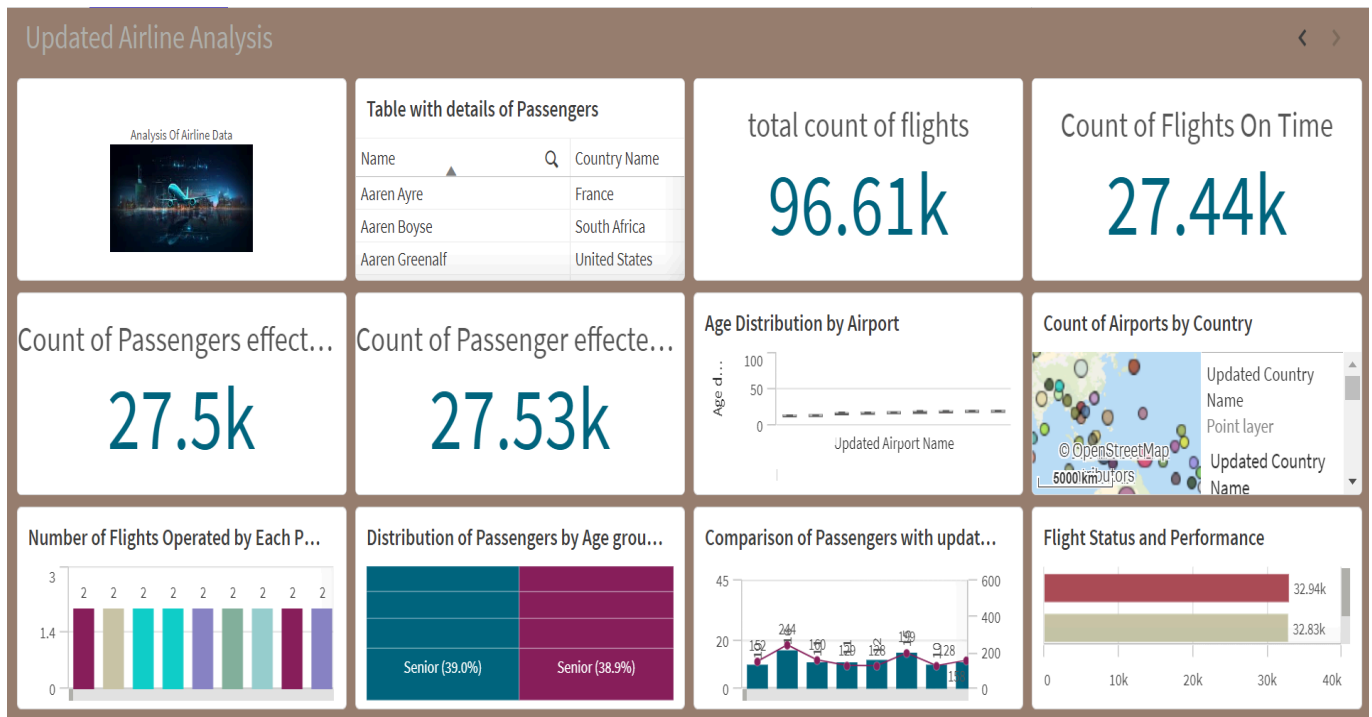 Updated Airline Analysis
Analysis Of Airline Data
Table with details of Passengers
Name
Country Name
Aaren Ayre
France
Aaren Boyse
South Africa
Aaren Greenalf
United States
total count of flights
96.61k
Count of Flights On Time
27.44k
Count of Passengers effect...
27.5k
Count of Passenger effecte...
27.53k
Age Distribution by Airport
Age d...
100
50
0
Updated Airport Name
Count of Airports by Country
© OpenStreetMap
5000 km
Updated Country
Name
Point layer
Updated Country
Name
Number of Flights Operated by Each P...
3
1.4
0
2 2 2 2 2 2 2 2 2
Distribution of Passengers by Age grou...
Senior (39.0%)
Senior (38.9%)
Comparison of Passengers with updat...
45
20
0
600
400
200
0
152
244
160
129
128
199
128
Flight Status and Performance
32.94k
32.83k
0 10k 20k 30k 40k